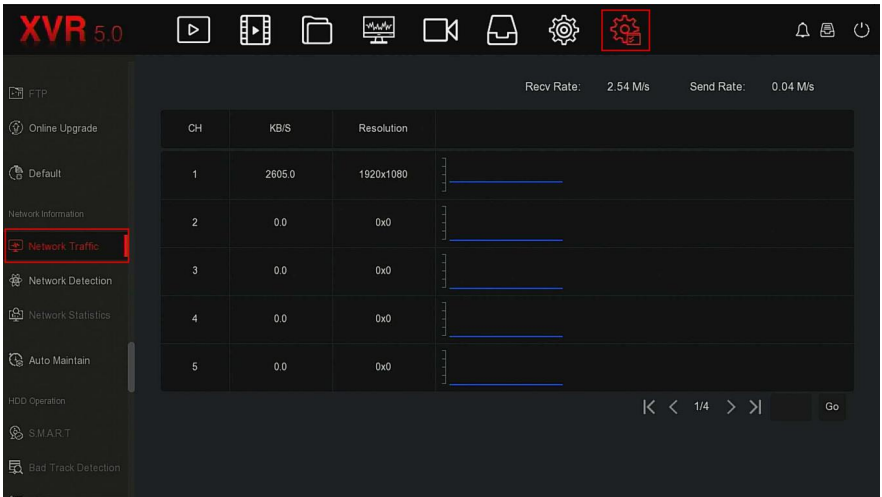 XVR 5.0
Recv Rate: 2.54 M/s Send Rate: 0.04 M/s
FTP
Online Upgrade
Default
Network Information
Network Traffic
Network Detection
Network Statistics
Auto Maintain
HDD Operation
S.M.A.R.T
Bad Track Detection
CH KB/S Resolution
1 2605.0 1920x1080
2 0.0 0x0
3 0.0 0x0
4 0.0 0x0
5 0.0 0x0
1/4 Go